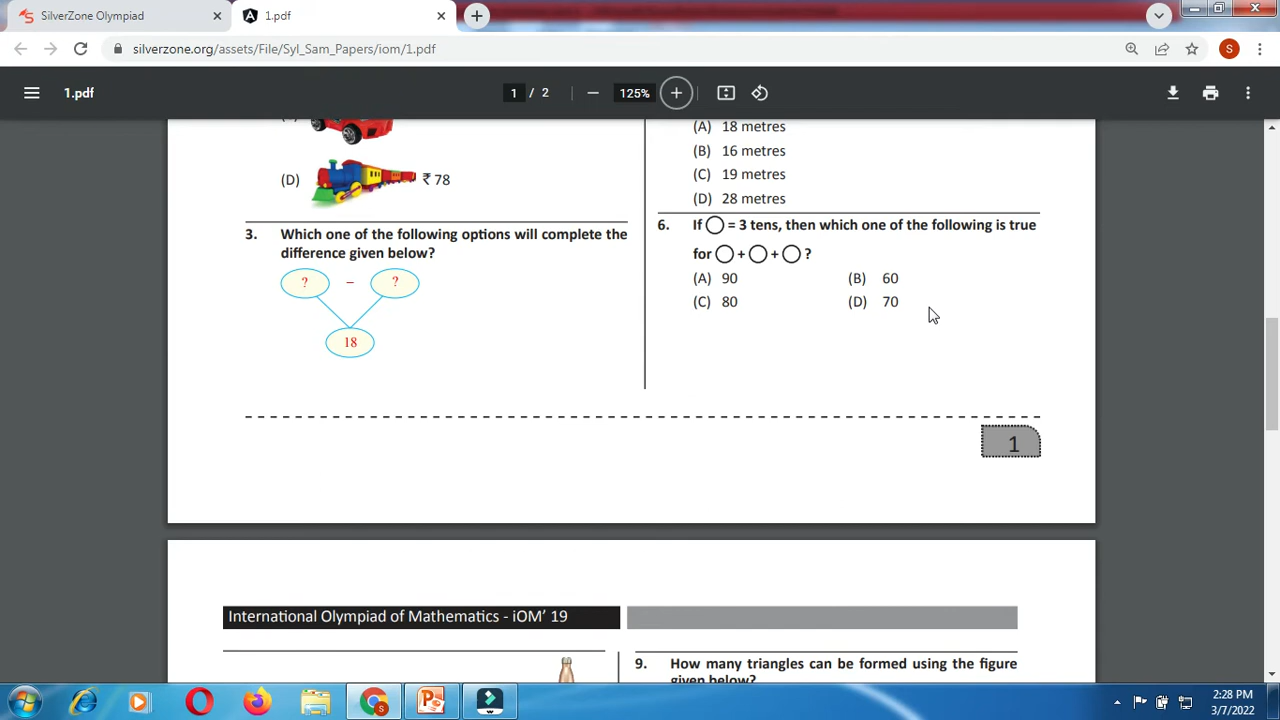 SilverZone Olympiad
1.pdf
silverzone.org/assets/File/Syl_Sam_Papers/iom/1.pdf
S
1.pdf
1 / 2
125%
(D) ₹ 78
3. Which one of the following options will complete the
difference given below?
? – ?
18
(A) 18 metres
(B) 16 metres
(C) 19 metres
(D) 28 metres
6. If ◯ = 3 tens, then which one of the following is true
for ◯ + ◯ + ◯ ?
(A) 90 (B) 60
(C) 80 (D) 70
1
International Olympiad of Mathematics - iOM' 19
9. How many triangles can be formed using the figure
given below?
2:28 PM
3/7/2022